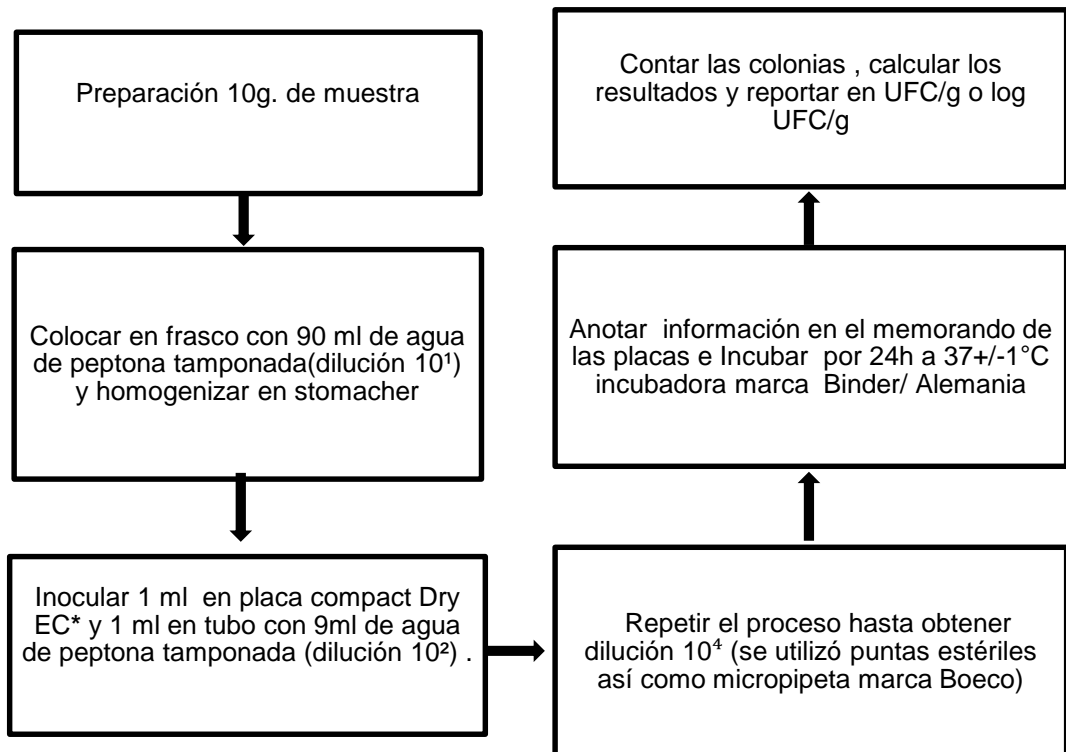 Preparación 10g. de muestra
Colocar en frasco con 90 ml de agua
de peptona tamponada(dilución 10¹)
y homogenizar en stomacher
Inocular 1 ml en placa compact Dry
EC* y 1 ml en tubo con 9ml de agua
de peptona tamponada (dilución 10²) .
Repetir el proceso hasta obtener
dilución 10⁴ (se utilizó puntas estériles
así como micropipeta marca Boeco)
Anotar información en el memorando de
las placas e Incubar por 24h a 37+/-1°C
incubadora marca Binder/ Alemania
Contar las colonias , calcular los
resultados y reportar en UFC/g o log
UFC/g